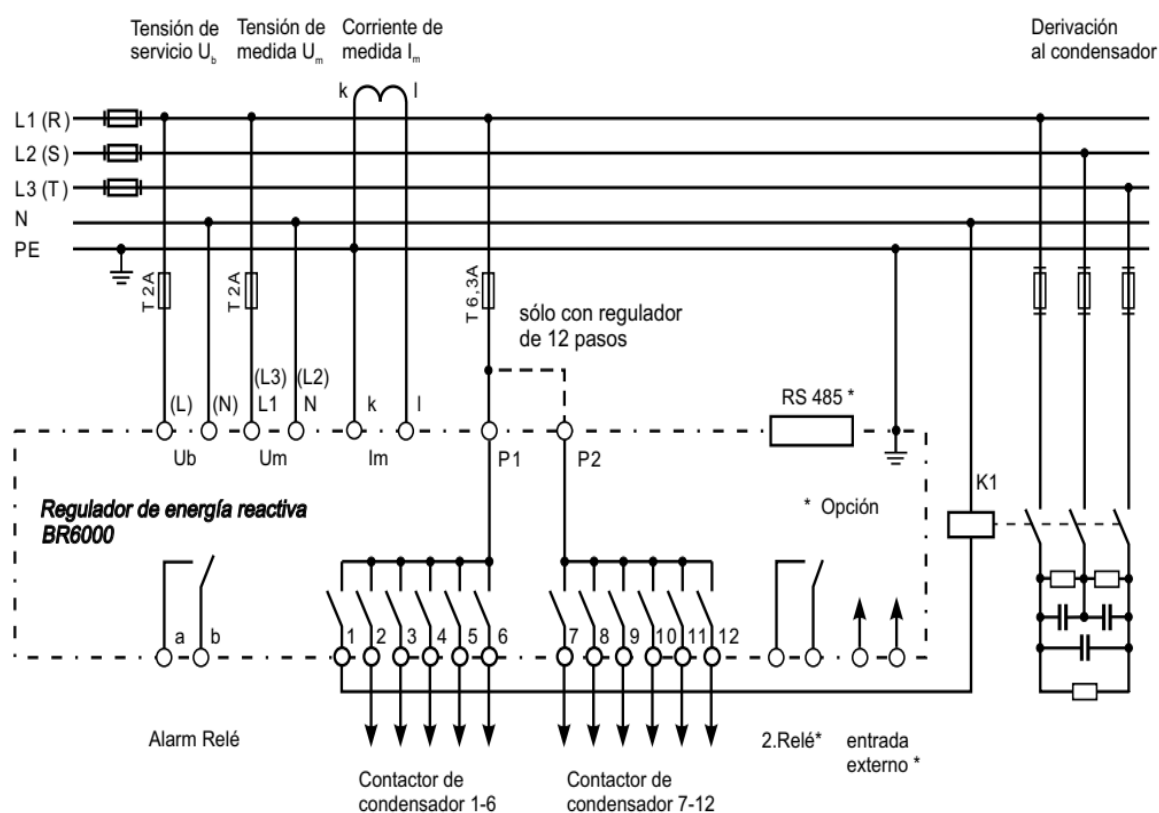 Tensión de
servicio Ub
Tensión de
medida Um
Corriente de
medida Im
Derivación
al condensador
k
l
L1 (R)
L2 (S)
L3 (T)
N
PE
T 2 A
T 2 A
T 6,3A
sólo con regulador
de 12 pasos
(L3)
(L2)
(L)
(N)
L1
N
k
l
RS 485 *
Ub
Um
Im
P1
P2
K1
Regulador de energía reactiva
BR6000
* Opción
a
b
1
2
3
4
5
6
7
8
9
10
11
12
Alarm Relé
2.Relé*
entrada
externo *
Contactor de
condensador 1-6
Contactor de
condensador 7-12